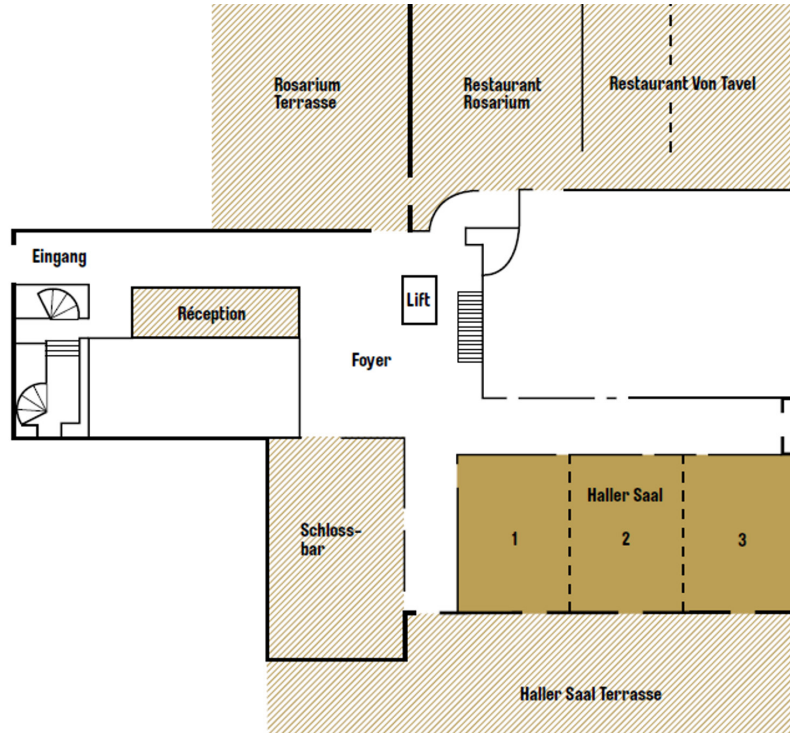 Rosarium
Terrasse
Restaurant
Rosarium
Restaurant Von Tavel
Eingang
Lift
Réception
Foyer
Schloss-
bar
Haller Saal
1
2
3
Haller Saal Terrasse